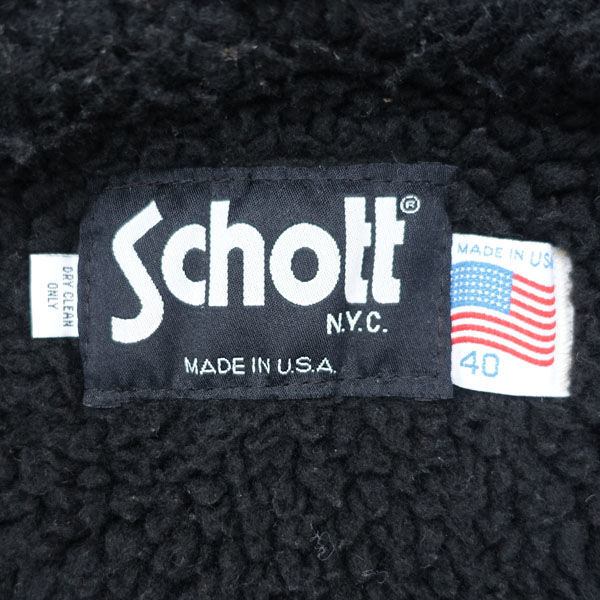 Schott®
N.Y.C.
MADE IN U.S.A.
DRY CLEAN
ONLY
MADE IN USA
40